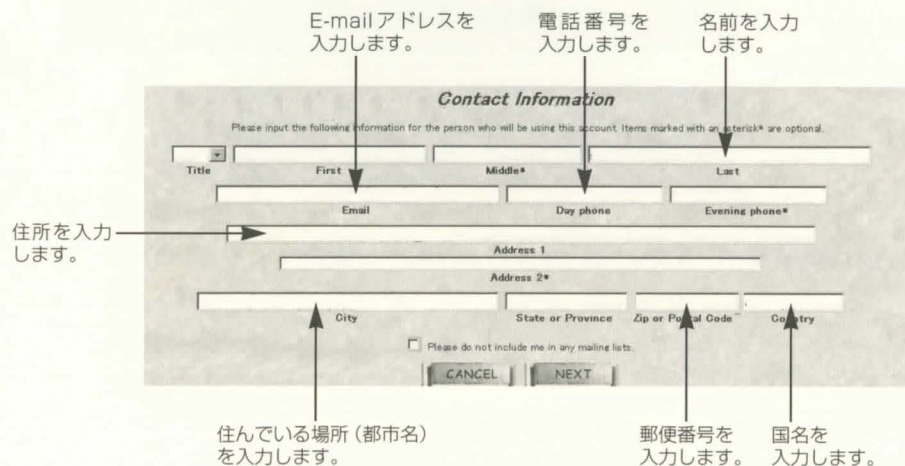 E-mailアドレスを
入力します。
電話番号を
入力します。
名前を入力
します。
Contact Information
Please input the following information for the person who will be using this account. Items marked with an asterisk* are optional.
Title First Middle* Last
Email Day phone Evening phone*
住所を入力
します。
Address 1
Address 2*
City State or Province Zip or Postal Code Country
Please do not include me in any mailing lists.
CANCEL NEXT
住んでいる場所（都市名）
を入力します。
郵便番号を
入力します。
国名を
入力します。